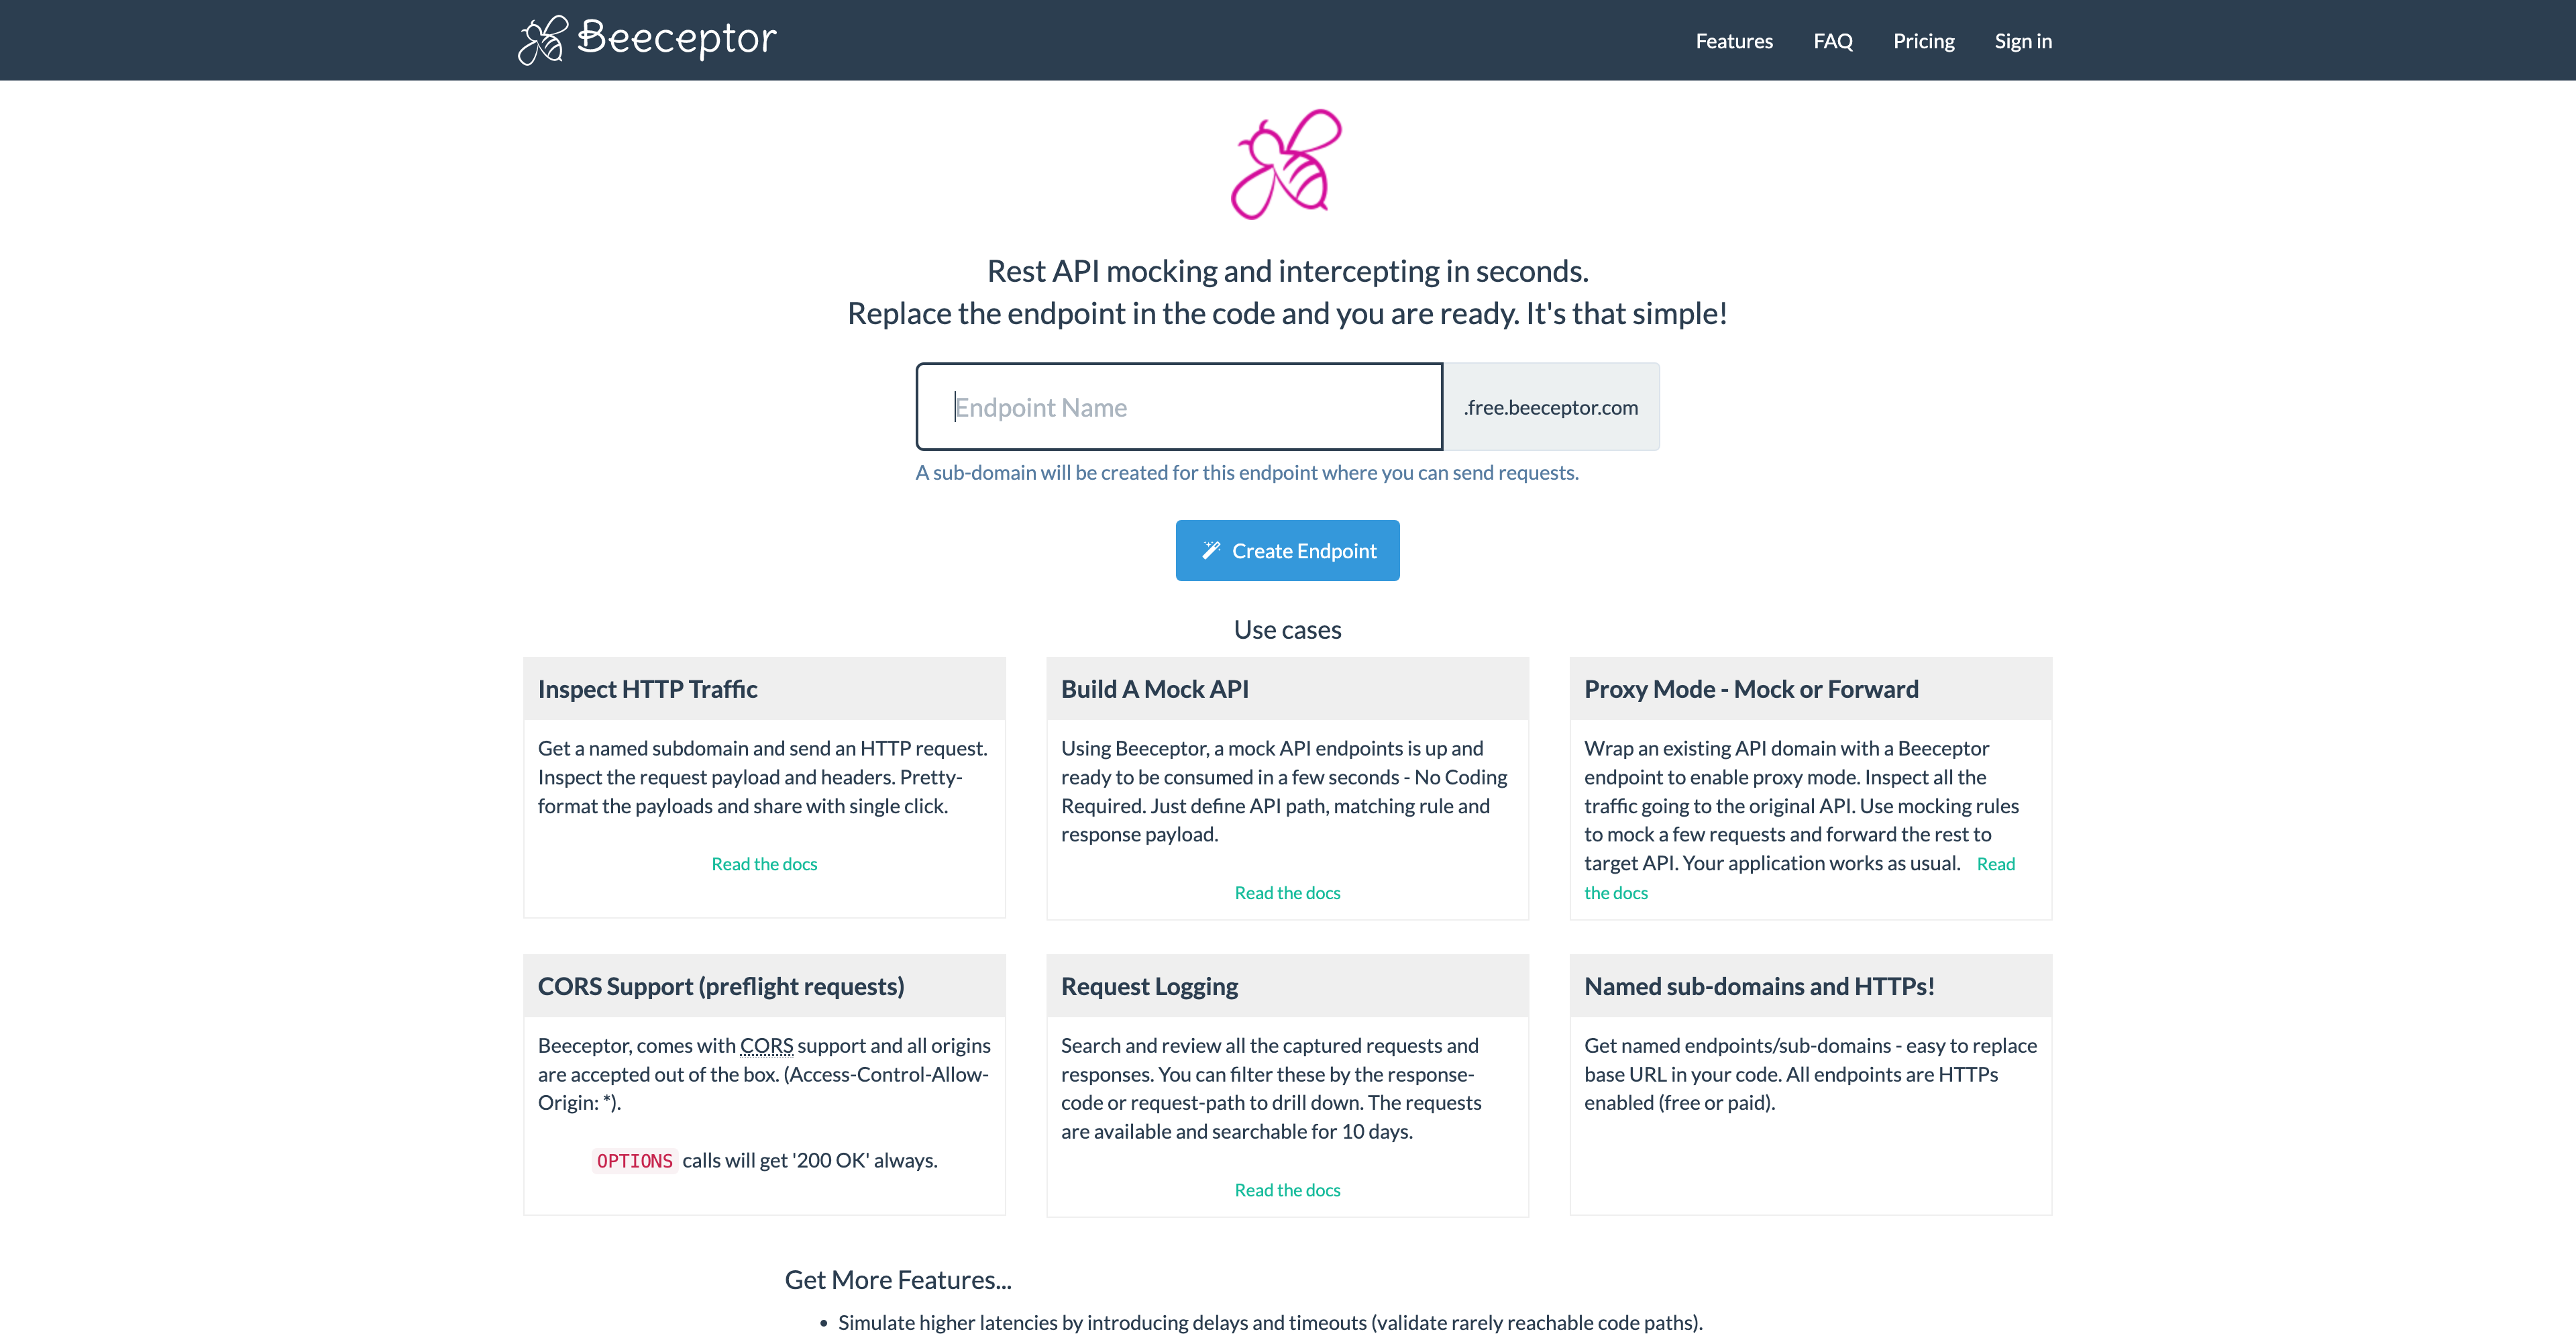 Beeceptor
Features FAQ Pricing Sign in
Rest API mocking and intercepting in seconds.
Replace the endpoint in the code and you are ready. It's that simple!
Endpoint Name .free.beeceptor.com
A sub-domain will be created for this endpoint where you can send requests.
Create Endpoint
Use cases
Inspect HTTP Traffic
Get a named subdomain and send an HTTP request.
Inspect the request payload and headers. Pretty-
format the payloads and share with single click.
Read the docs
Build A Mock API
Using Beeceptor, a mock API endpoints is up and
ready to be consumed in a few seconds - No Coding
Required. Just define API path, matching rule and
response payload.
Read the docs
Proxy Mode - Mock or Forward
Wrap an existing API domain with a Beeceptor
endpoint to enable proxy mode. Inspect all the
traffic going to the original API. Use mocking rules
to mock a few requests and forward the rest to
target API. Your application works as usual. Read
the docs
CORS Support (preflight requests)
Beeceptor, comes with CORS support and all origins
are accepted out of the box. (Access-Control-Allow-
Origin: *).
OPTIONS calls will get '200 OK' always.
Request Logging
Search and review all the captured requests and
responses. You can filter these by the response-
code or request-path to drill down. The requests
are available and searchable for 10 days.
Read the docs
Named sub-domains and HTTPs!
Get named endpoints/sub-domains - easy to replace
base URL in your code. All endpoints are HTTPs
enabled (free or paid).
Get More Features...
• Simulate higher latencies by introducing delays and timeouts (validate rarely reachable code paths).